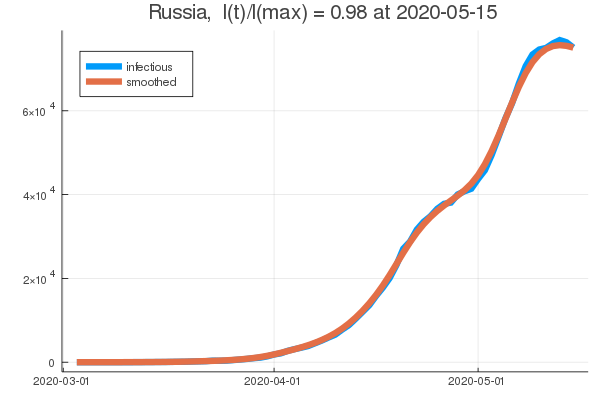 Russia,  I(t)/I(max) = 0.98 at 2020-05-15
infectious
smoothed
6×10 4
4×10 4
2×10 4
0
2020-03-01 2020-04-01 2020-05-01